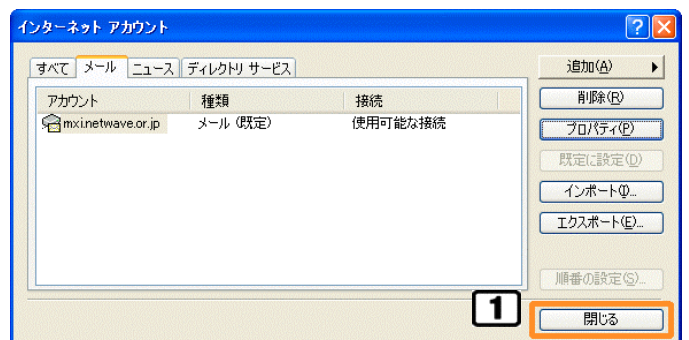 インターネット アカウント
すべて メール ニュース ディレクトリ サービス
アカウント 種類 接続
mxi.netwave.or.jp メール (既定) 使用可能な接続
追加(A)
削除(R)
プロパティ(P)
既定に設定(D)
インポート(I)...
エクスポート(E)...
順番の設定(S)...
1
閉じる